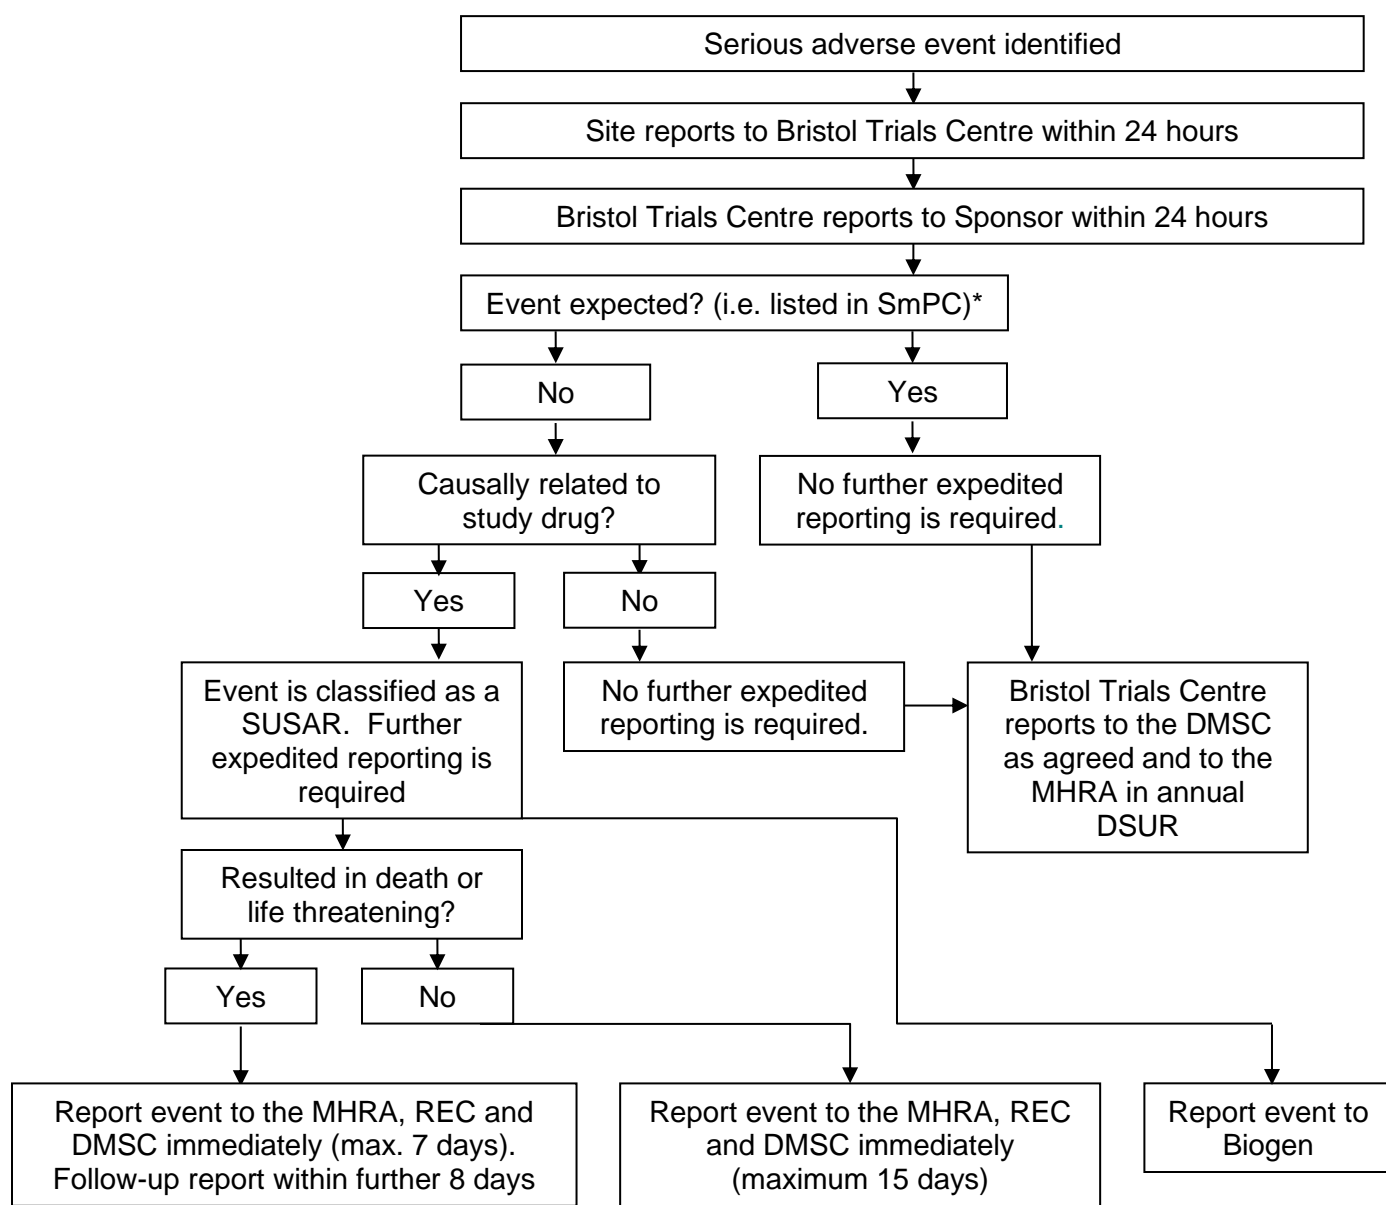 Serious adverse event identified
Site reports to Bristol Trials Centre within 24 hours
Bristol Trials Centre reports to Sponsor within 24 hours
Event expected? (i.e. listed in SmPC)*
No
Yes
Causally related to
study drug?
No further expedited
reporting is required.
Yes
No
Event is classified as a
SUSAR.  Further
expedited reporting is
required
No further expedited
reporting is required.
Bristol Trials Centre
reports to the DMSC
as agreed and to the
MHRA in annual
DSUR
Resulted in death or
life threatening?
Yes
No
Report event to the MHRA, REC and
DMSC immediately (max. 7 days).
Follow-up report within further 8 days
Report event to the MHRA, REC
and DMSC immediately
(maximum 15 days)
Report event to
Biogen